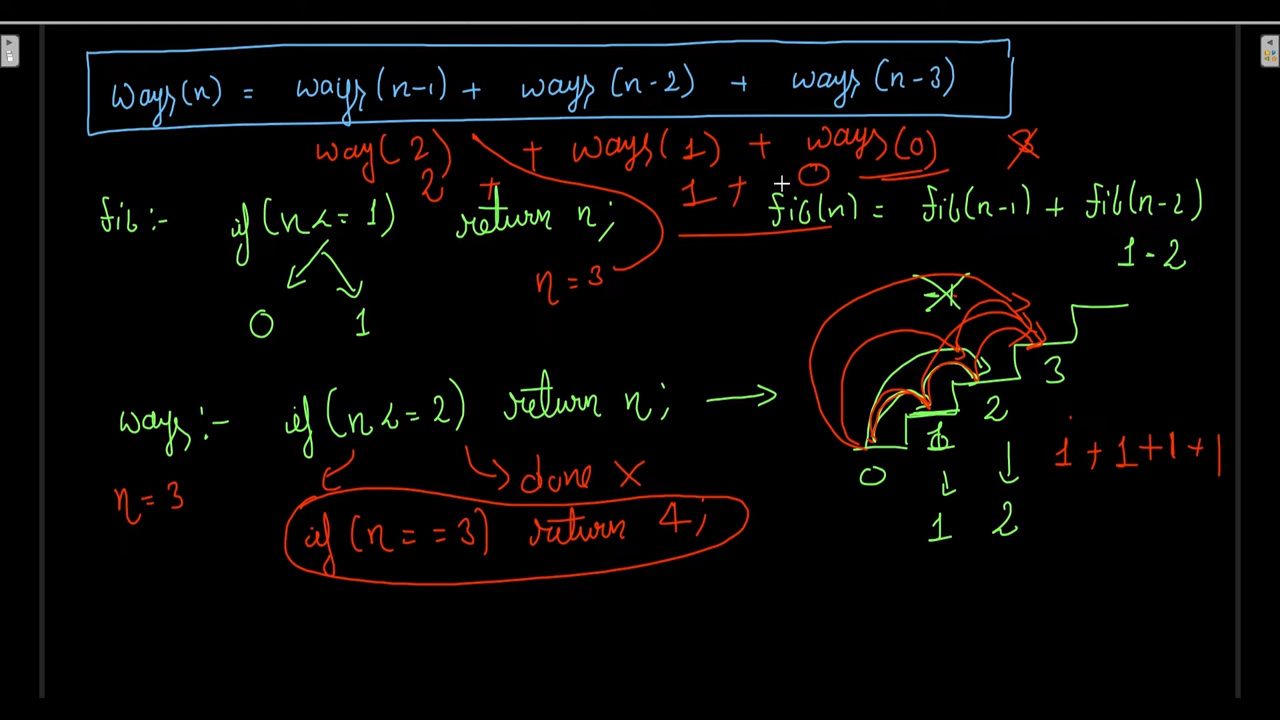 ways(n) = ways(n-1) + ways(n-2) + ways(n-3)
way(2) + ways(1) + ways(0) 3
2 + 1 + 0
fib :- if (n <= 1) return n; fib(n) = fib(n-1) + fib(n-2)
1 - 2
n = 3
0 1
3
ways :- if (n <= 2) return n;
2
1
0
1 + 1 + 1 + 1
done X
n = 3
if (n == 3) return 4;
1 2